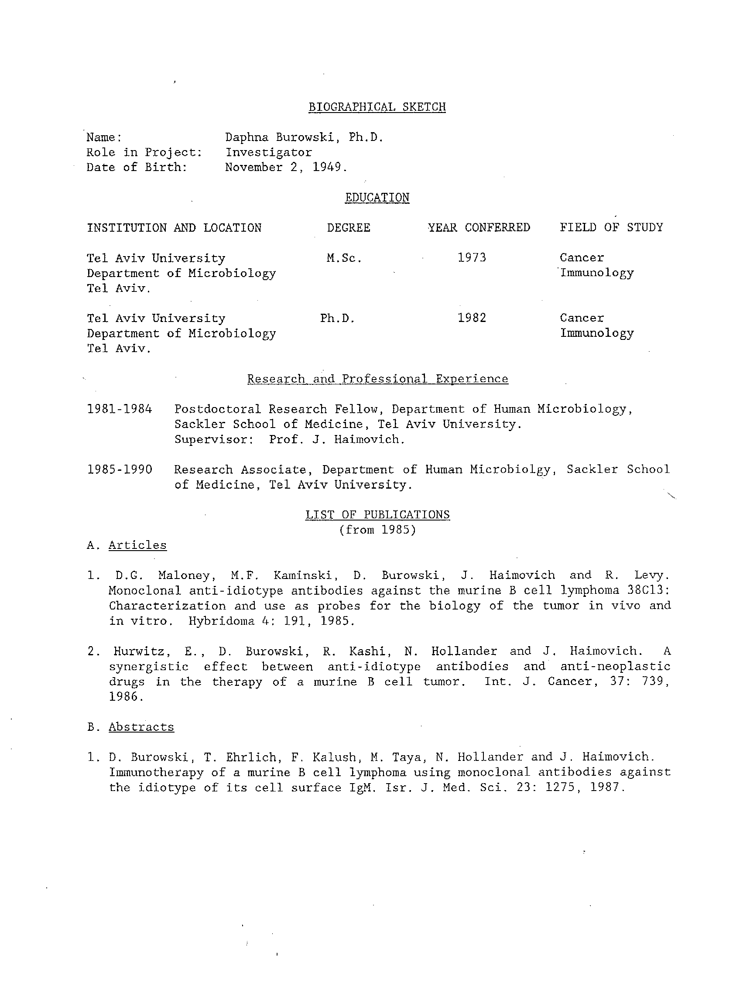 BIOGRAPHICAL SKETCH
Name: Daphna Burowski, Ph.D.
Role in Project: Investigator
Date of Birth: November 2, 1949.
EDUCATION
INSTITUTION AND LOCATION DEGREE YEAR CONFERRED FIELD OF STUDY
Tel Aviv University M.Sc. 1973 Cancer
Department of Microbiology Immunology
Tel Aviv.
Tel Aviv University Ph.D. 1982 Cancer
Department of Microbiology Immunology
Tel Aviv.
Research and Professional Experience
1981-1984 Postdoctoral Research Fellow, Department of Human Microbiology,
Sackler School of Medicine, Tel Aviv University.
Supervisor: Prof. J. Haimovich.
1985-1990 Research Associate, Department of Human Microbiolgy, Sackler School
of Medicine, Tel Aviv University.
LIST OF PUBLICATIONS
(from 1985)
A. Articles
1. D.G. Maloney, M.F. Kaminski, D. Burowski, J. Haimovich and R. Levy.
Monoclonal anti-idiotype antibodies against the murine B cell lymphoma 38C13:
Characterization and use as probes for the biology of the tumor in vivo and
in vitro. Hybridoma 4: 191, 1985.
2. Hurwitz, E., D. Burowski, R. Kashi, N. Hollander and J. Haimovich. A
synergistic effect between anti-idiotype antibodies and anti-neoplastic
drugs in the therapy of a murine B cell tumor. Int. J. Cancer, 37: 739,
1986.
B. Abstracts
1. D. Burowski, T. Ehrlich, F. Kalush, M. Taya, N. Hollander and J. Haimovich.
Immunotherapy of a murine B cell lymphoma using monoclonal antibodies against
the idiotype of its cell surface IgM. Isr. J. Med. Sci. 23: 1275, 1987.